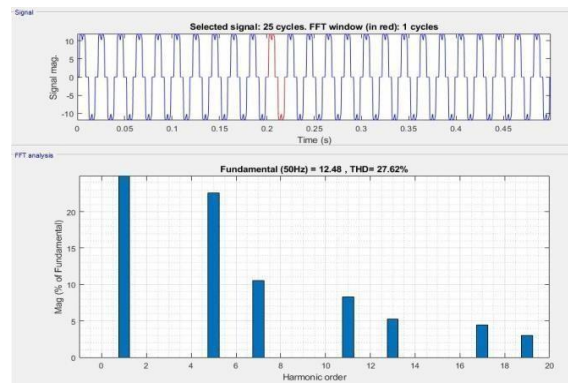 Signal
Selected signal: 25 cycles. FFT window (in red): 1 cycles
10
5
0
-5
-10
Signal mag.
0 0.05 0.1 0.15 0.2 0.25 0.3 0.35 0.4 0.45
Time (s)
FFT analysis
Fundamental (50Hz) = 12.48 , THD= 27.62%
20
15
10
5
0
Mag (% of Fundamental)
0 2 4 6 8 10 12 14 16 18 20
Harmonic order